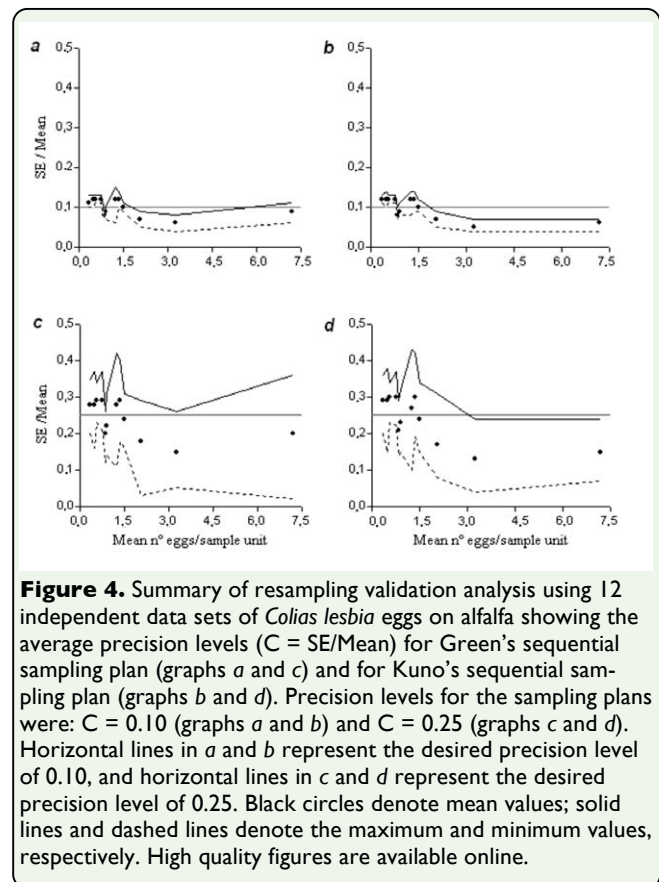 a
b
0,5
0,4
0,3
0,2
0,1
0,0
SE / Mean
0,0 1,5 3,0 4,5 6,0 7,5
0,5
0,4
0,3
0,2
0,1
0,0
0,0 1,5 3,0 4,5 6,0 7,5
c
d
0,5
0,4
0,3
0,2
0,1
0,0
SE /Mean
0,0 1,5 3,0 4,5 6,0 7,5
Mean nº eggs/sample unit
0,5
0,4
0,3
0,2
0,1
0,0
0,0 1,5 3,0 4,5 6,0 7,5
Mean nº eggs/sample unit
Figure 4. Summary of resampling validation analysis using 12
independent data sets of Colias lesbia eggs on alfalfa showing the
average precision levels (C = SE/Mean) for Green's sequential
sampling plan (graphs a and c) and for Kuno's sequential sam-
pling plan (graphs b and d). Precision levels for the sampling plans
were: C = 0.10 (graphs a and b) and C = 0.25 (graphs c and d).
Horizontal lines in a and b represent the desired precision level
of 0.10, and horizontal lines in c and d represent the desired
precision level of 0.25. Black circles denote mean values; solid
lines and dashed lines denote the maximum and minimum values,
respectively. High quality figures are available online.